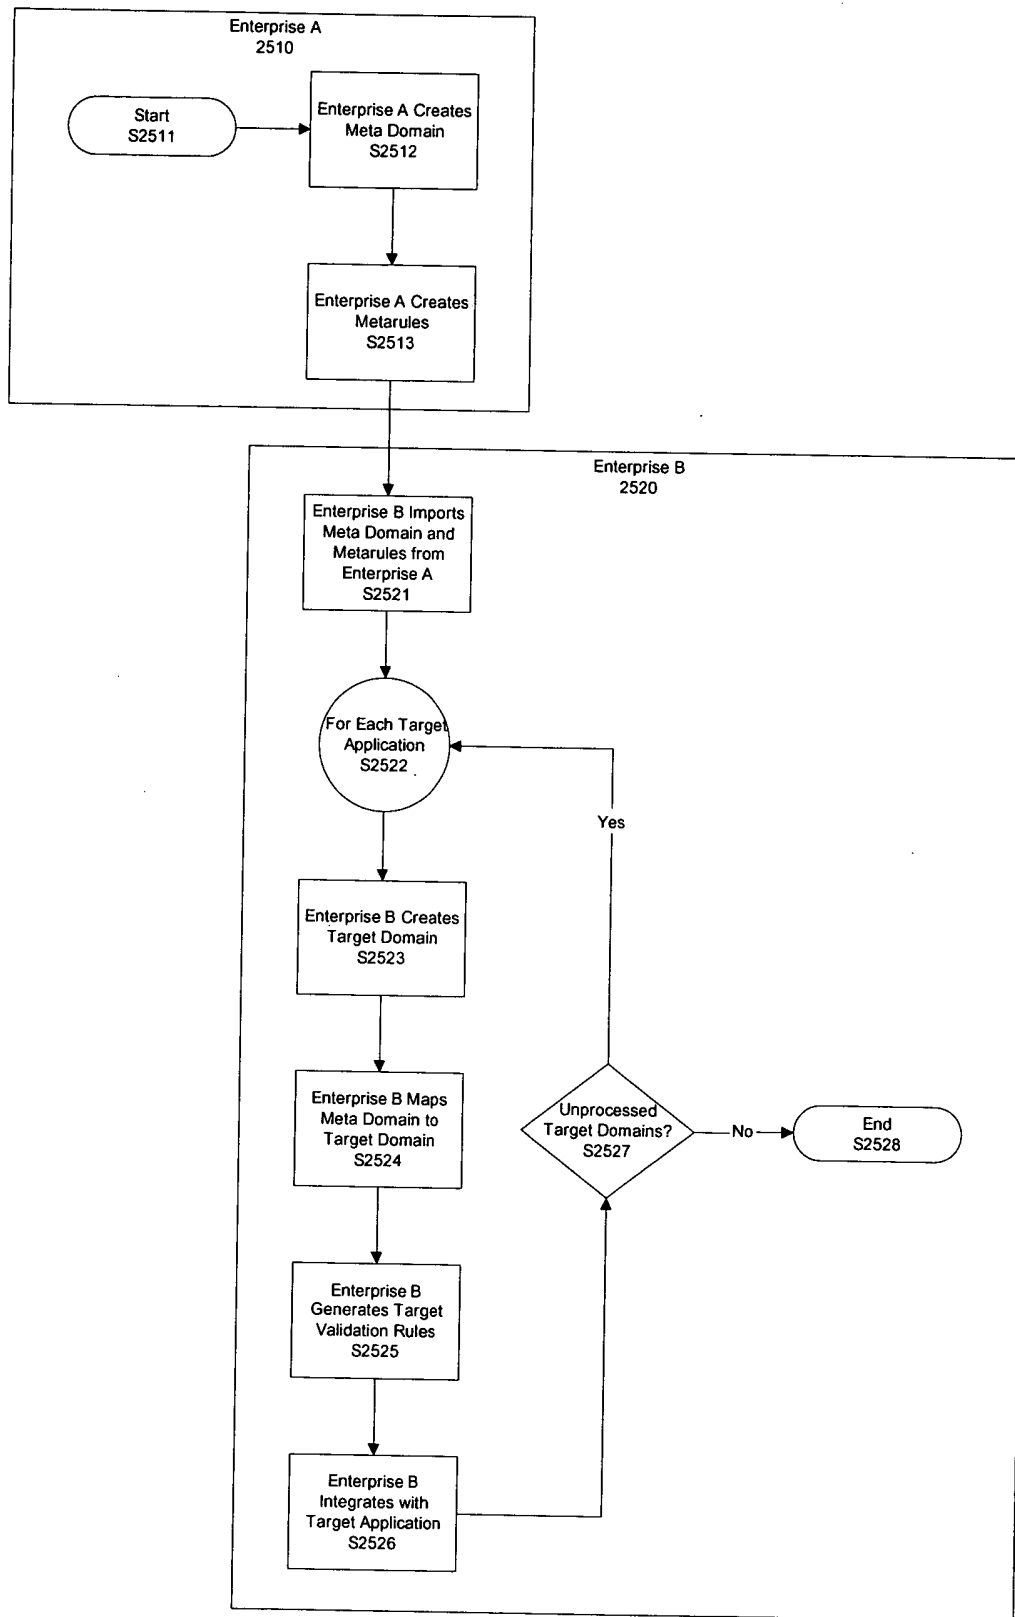 Enterprise A
2510
Start
S2511
Enterprise A Creates
Meta Domain
S2512
Enterprise A Creates
Metarules
S2513
Enterprise B
2520
Enterprise B Imports
Meta Domain and
Metarules from
Enterprise A
S2521
For Each Target
Application
S2522
Yes
Enterprise B Creates
Target Domain
S2523
Enterprise B Maps
Meta Domain to
Target Domain
S2524
Unprocessed
Target Domains?
S2527
No
End
S2528
Enterprise B
Generates Target
Validation Rules
S2525
Enterprise B
Integrates with
Target Application
S2526